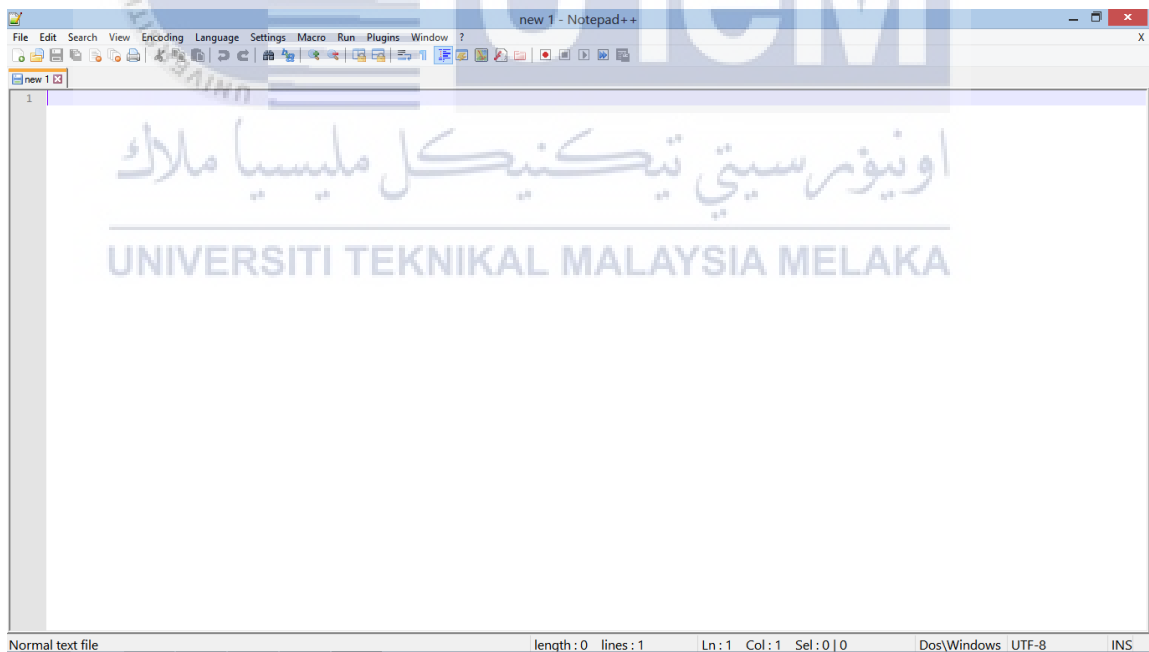 new 1 - Notepad++
File Edit Search View Encoding Language Settings Macro Run Plugins Window ?
X
new 1
1
اونيۏرسيتي تيكنيكل مليسيا ملاك
UNIVERSITI TEKNIKAL MALAYSIA MELAKA
Normal text file length : 0 lines : 1 Ln : 1 Col : 1 Sel : 0 | 0 Dos\Windows UTF-8 INS